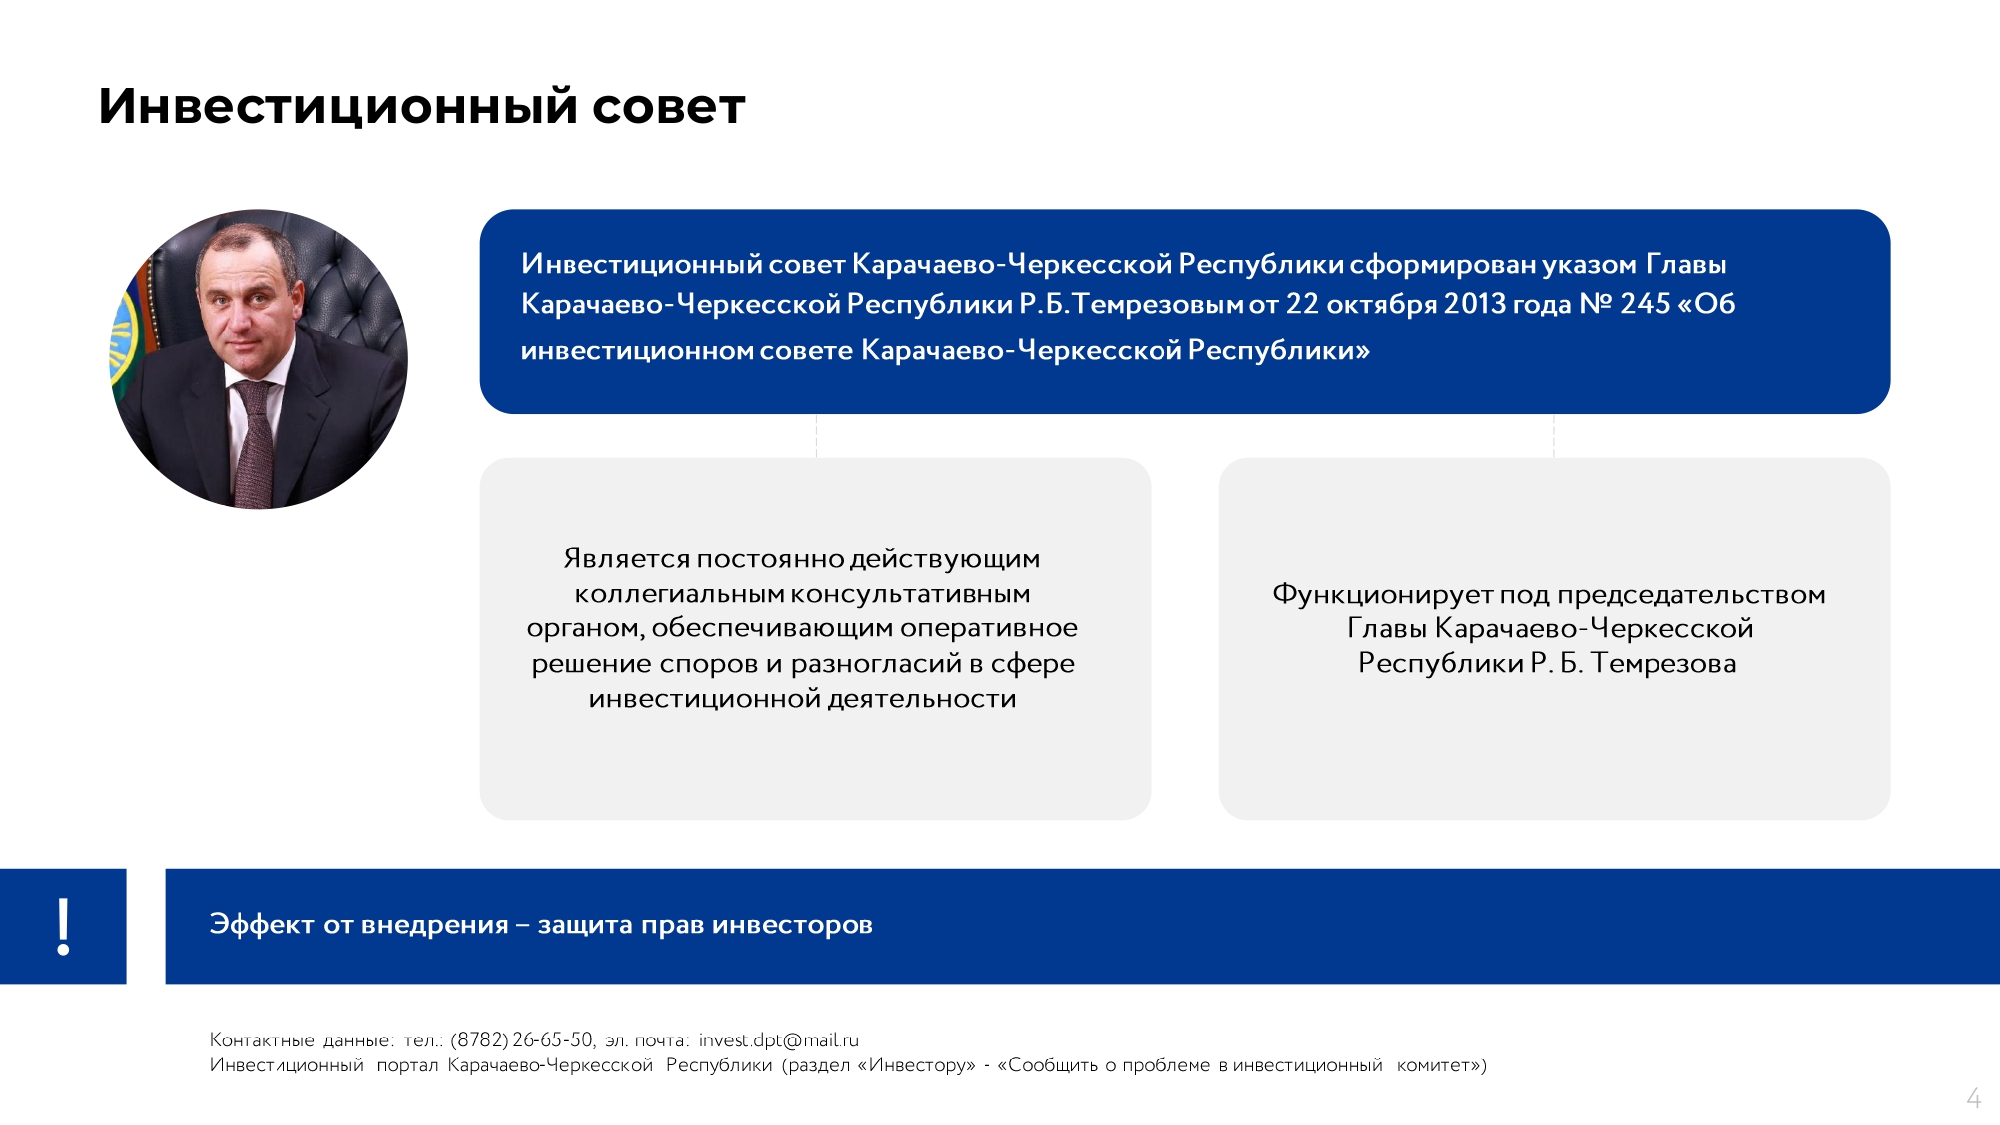 Инвестиционный совет
Инвестиционный совет Карачаево-Черкесской Республики сформирован указом Главы
Карачаево-Черкесской Республики Р.Б.Темрезовым от 22 октября 2013 года № 245 «Об
инвестиционном совете Карачаево-Черкесской Республики»
Является постоянно действующим
коллегиальным консультативным
органом, обеспечивающим оперативное
решение споров и разногласий в сфере
инвестиционной деятельности
Функционирует под председательством
Главы Карачаево-Черкесской
Республики Р. Б. Темрезова
!
Эффект от внедрения – защита прав инвесторов
Контактные данные: тел.: (8782) 26-65-50, эл. почта: invest.dpt@mail.ru
Инвестиционный портал Карачаево-Черкесской Республики (раздел «Инвестору» - «Сообщить о проблеме в инвестиционный комитет»)
4